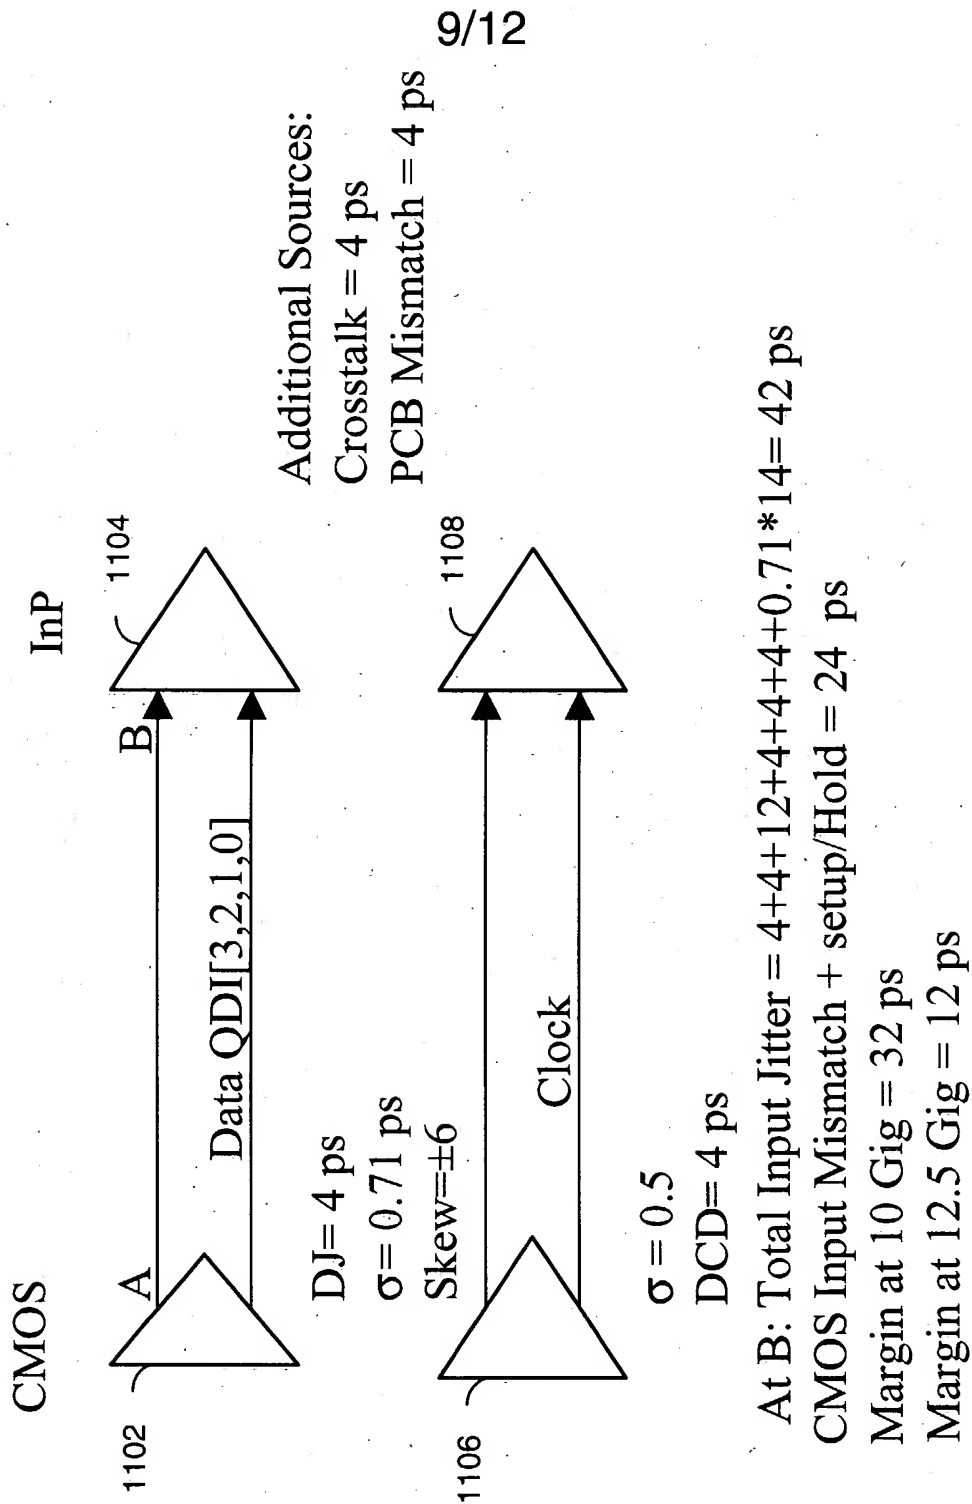 9/12
CMOS
InP
1102
A
B
1104
Data QDI[3,2,1,0]
DJ= 4 ps
σ= 0.71 ps
Skew=±6
Additional Sources:
Crosstalk = 4 ps
PCB Mismatch = 4 ps
1106
Clock
1108
σ = 0.5
DCD= 4 ps
At B: Total Input Jitter = 4+4+12+4+4+4+0.71*14= 42 ps
CMOS Input Mismatch + setup/Hold = 24 ps
Margin at 10 Gig = 32 ps
Margin at 12.5 Gig = 12 ps